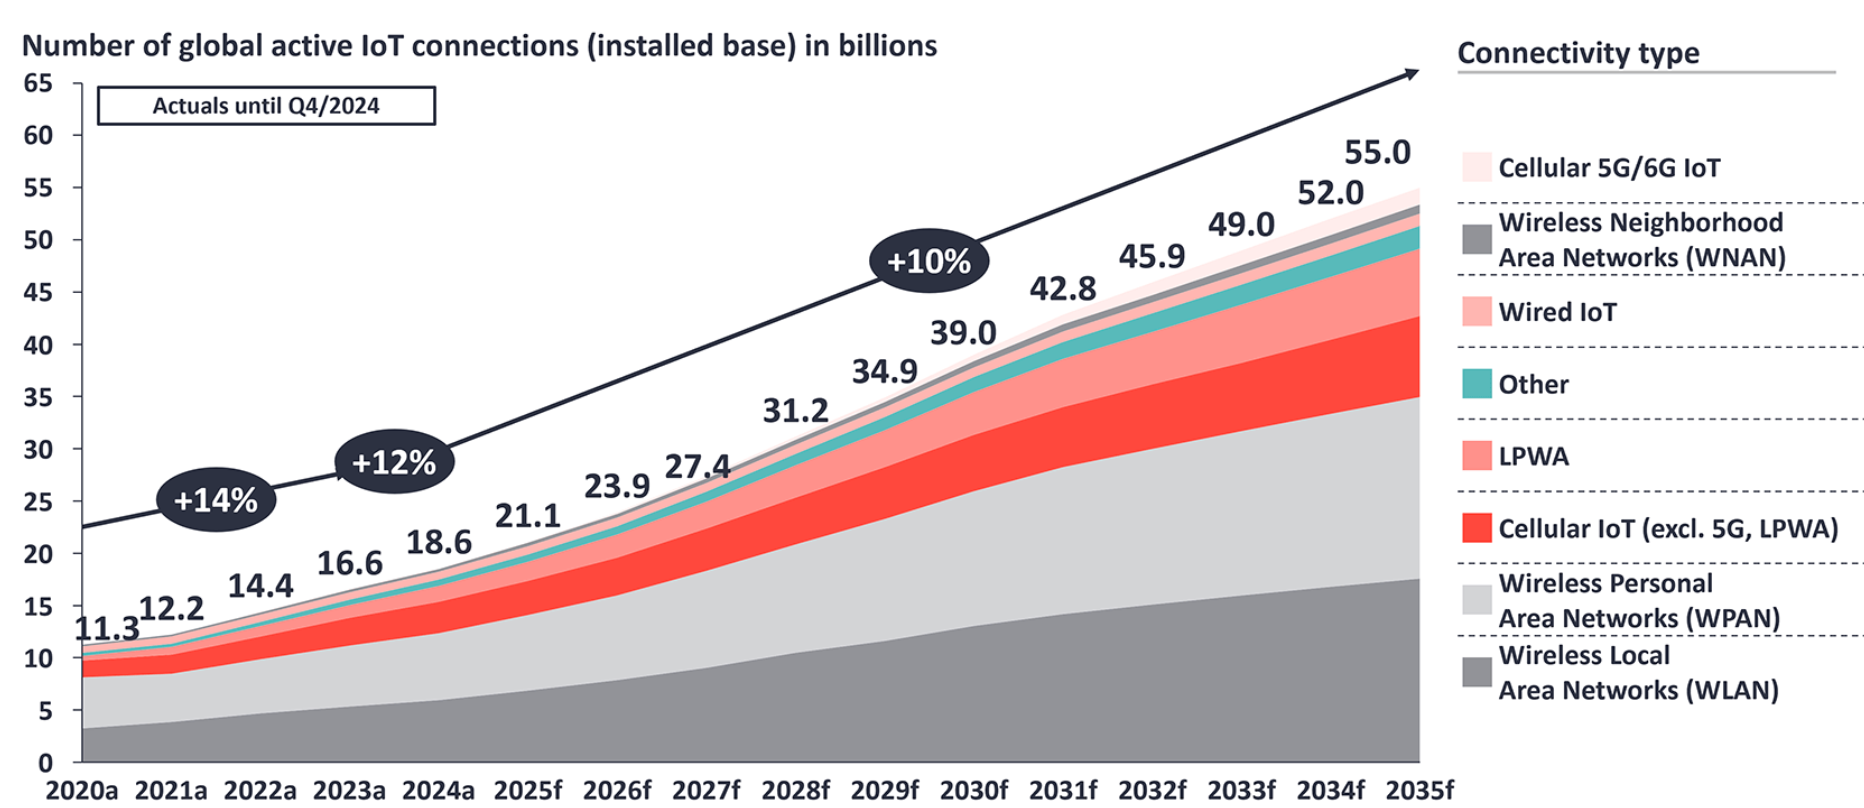 Number of global active IoT connections (installed base) in billions
Connectivity type
65
60
55
50
45
40
35
30
25
20
15
10
5
0
Actuals until Q4/2024
+14%
+12%
+10%
11.3
12.2
14.4
16.6
18.6
21.1
23.9
27.4
31.2
34.9
39.0
42.8
45.9
49.0
52.0
55.0
2020a 2021a 2022a 2023a 2024a 2025f 2026f 2027f 2028f 2029f 2030f 2031f 2032f 2033f 2034f 2035f
Cellular 5G/6G IoT
Wireless Neighborhood
Area Networks (WNAN)
Wired IoT
Other
LPWA
Cellular IoT (excl. 5G, LPWA)
Wireless Personal
Area Networks (WPAN)
Wireless Local
Area Networks (WLAN)